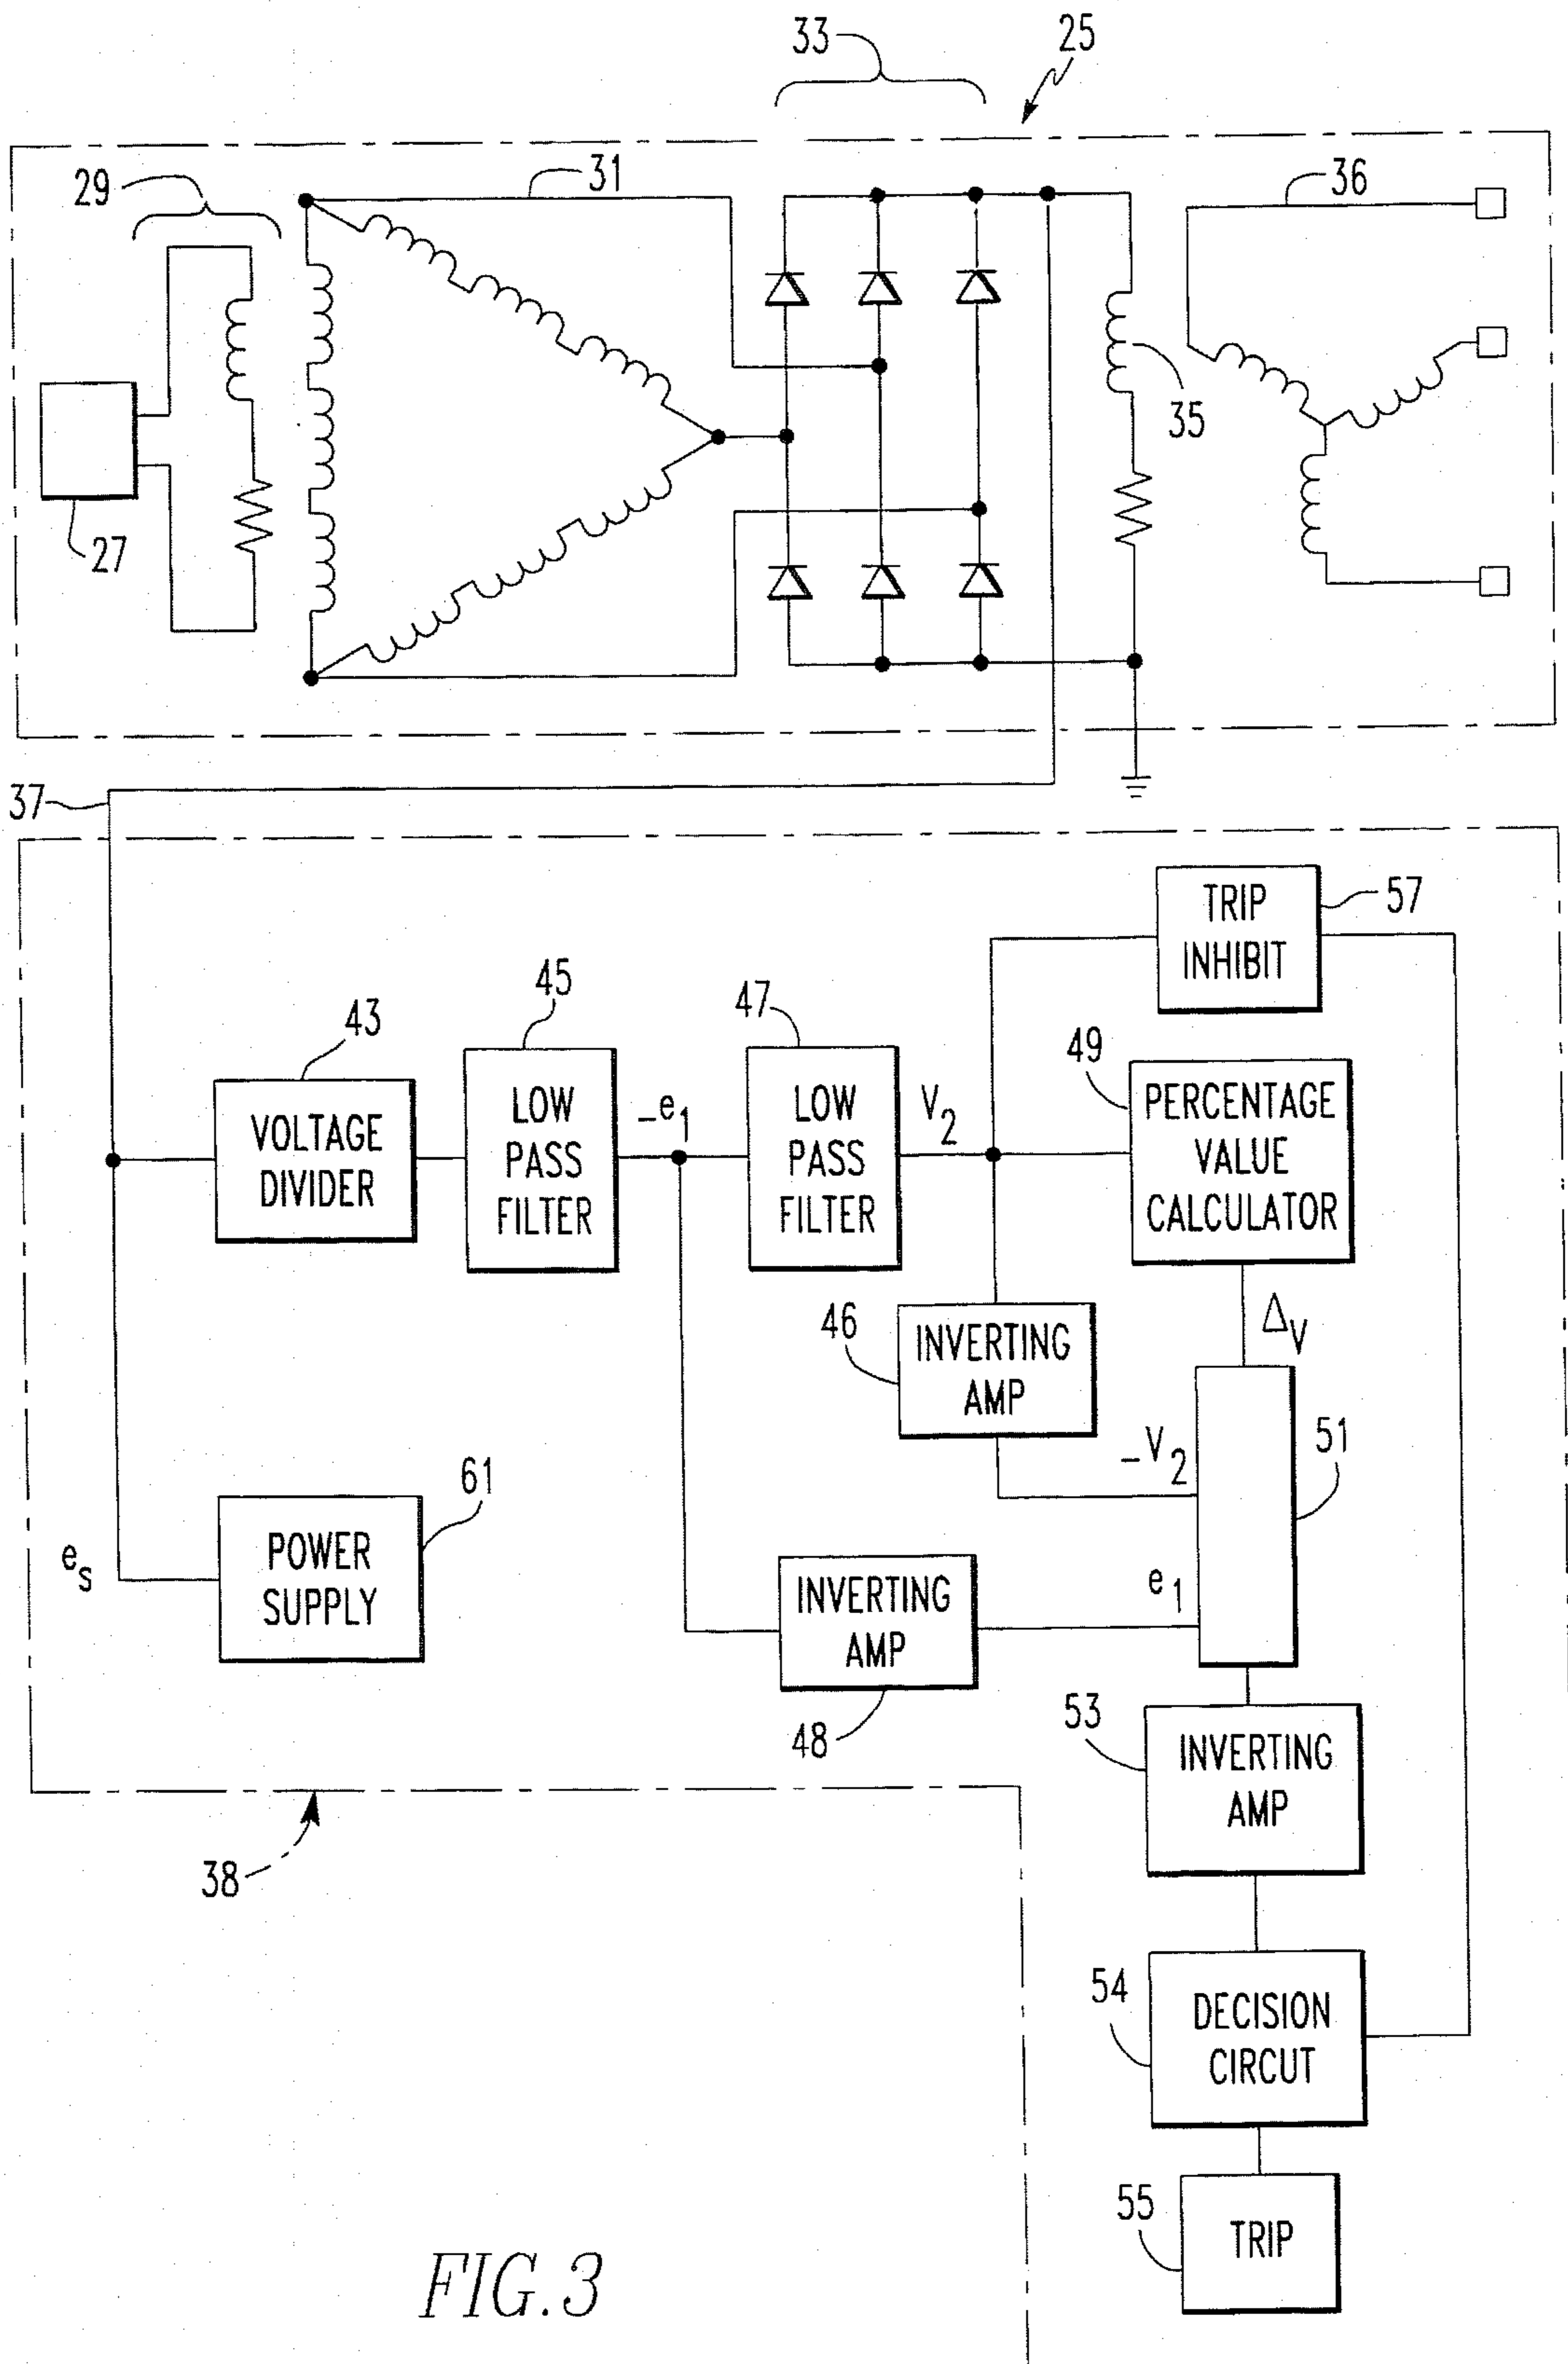 33
25
29
31
36
35
27
37
TRIP
INHIBIT
57
43
VOLTAGE
DIVIDER
45
LOW
PASS
FILTER
-e1
47
LOW
PASS
FILTER
V2
49
PERCENTAGE
VALUE
CALCULATOR
46
INVERTING
AMP
ΔV
-V2
51
61
POWER
SUPPLY
es
INVERTING
AMP
48
e1
53
INVERTING
AMP
38
54
DECISION
CIRCUT
55
TRIP
FIG.3